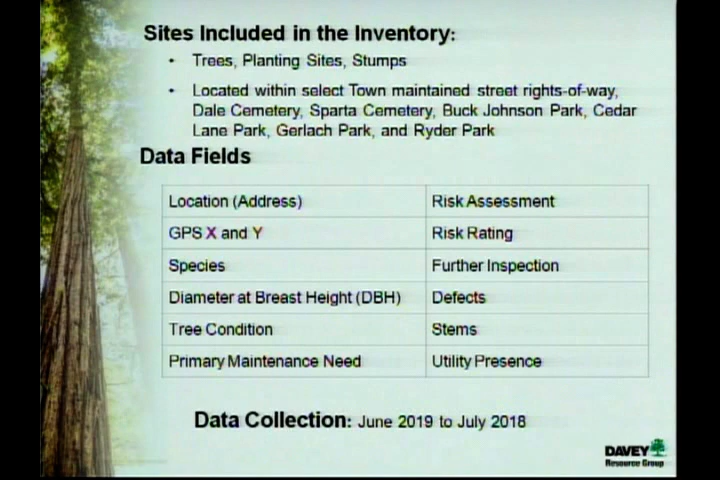 Sites Included in the Inventory:
• Trees, Planting Sites, Stumps
• Located within select Town maintained street rights-of-way,
Dale Cemetery, Sparta Cemetery, Buck Johnson Park, Cedar
Lane Park, Gerlach Park, and Ryder Park
Data Fields
Location (Address) Risk Assessment
GPS X and Y Risk Rating
Species Further Inspection
Diameter at Breast Height (DBH) Defects
Tree Condition Stems
Primary Maintenance Need Utility Presence
Data Collection: June 2019 to July 2018
DAVEY
Resource Group